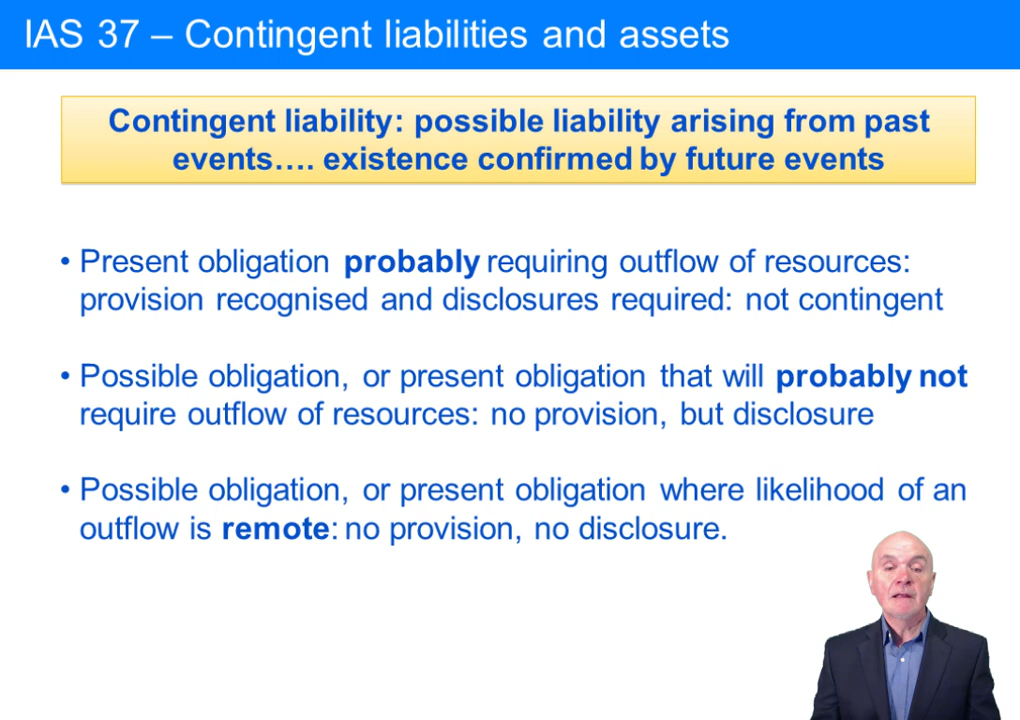 IAS 37 – Contingent liabilities and assets
Contingent liability: possible liability arising from past
events…. existence confirmed by future events
• Present obligation probably requiring outflow of resources:
provision recognised and disclosures required: not contingent
• Possible obligation, or present obligation that will probably not
require outflow of resources: no provision, but disclosure
• Possible obligation, or present obligation where likelihood of an
outflow is remote: no provision, no disclosure.